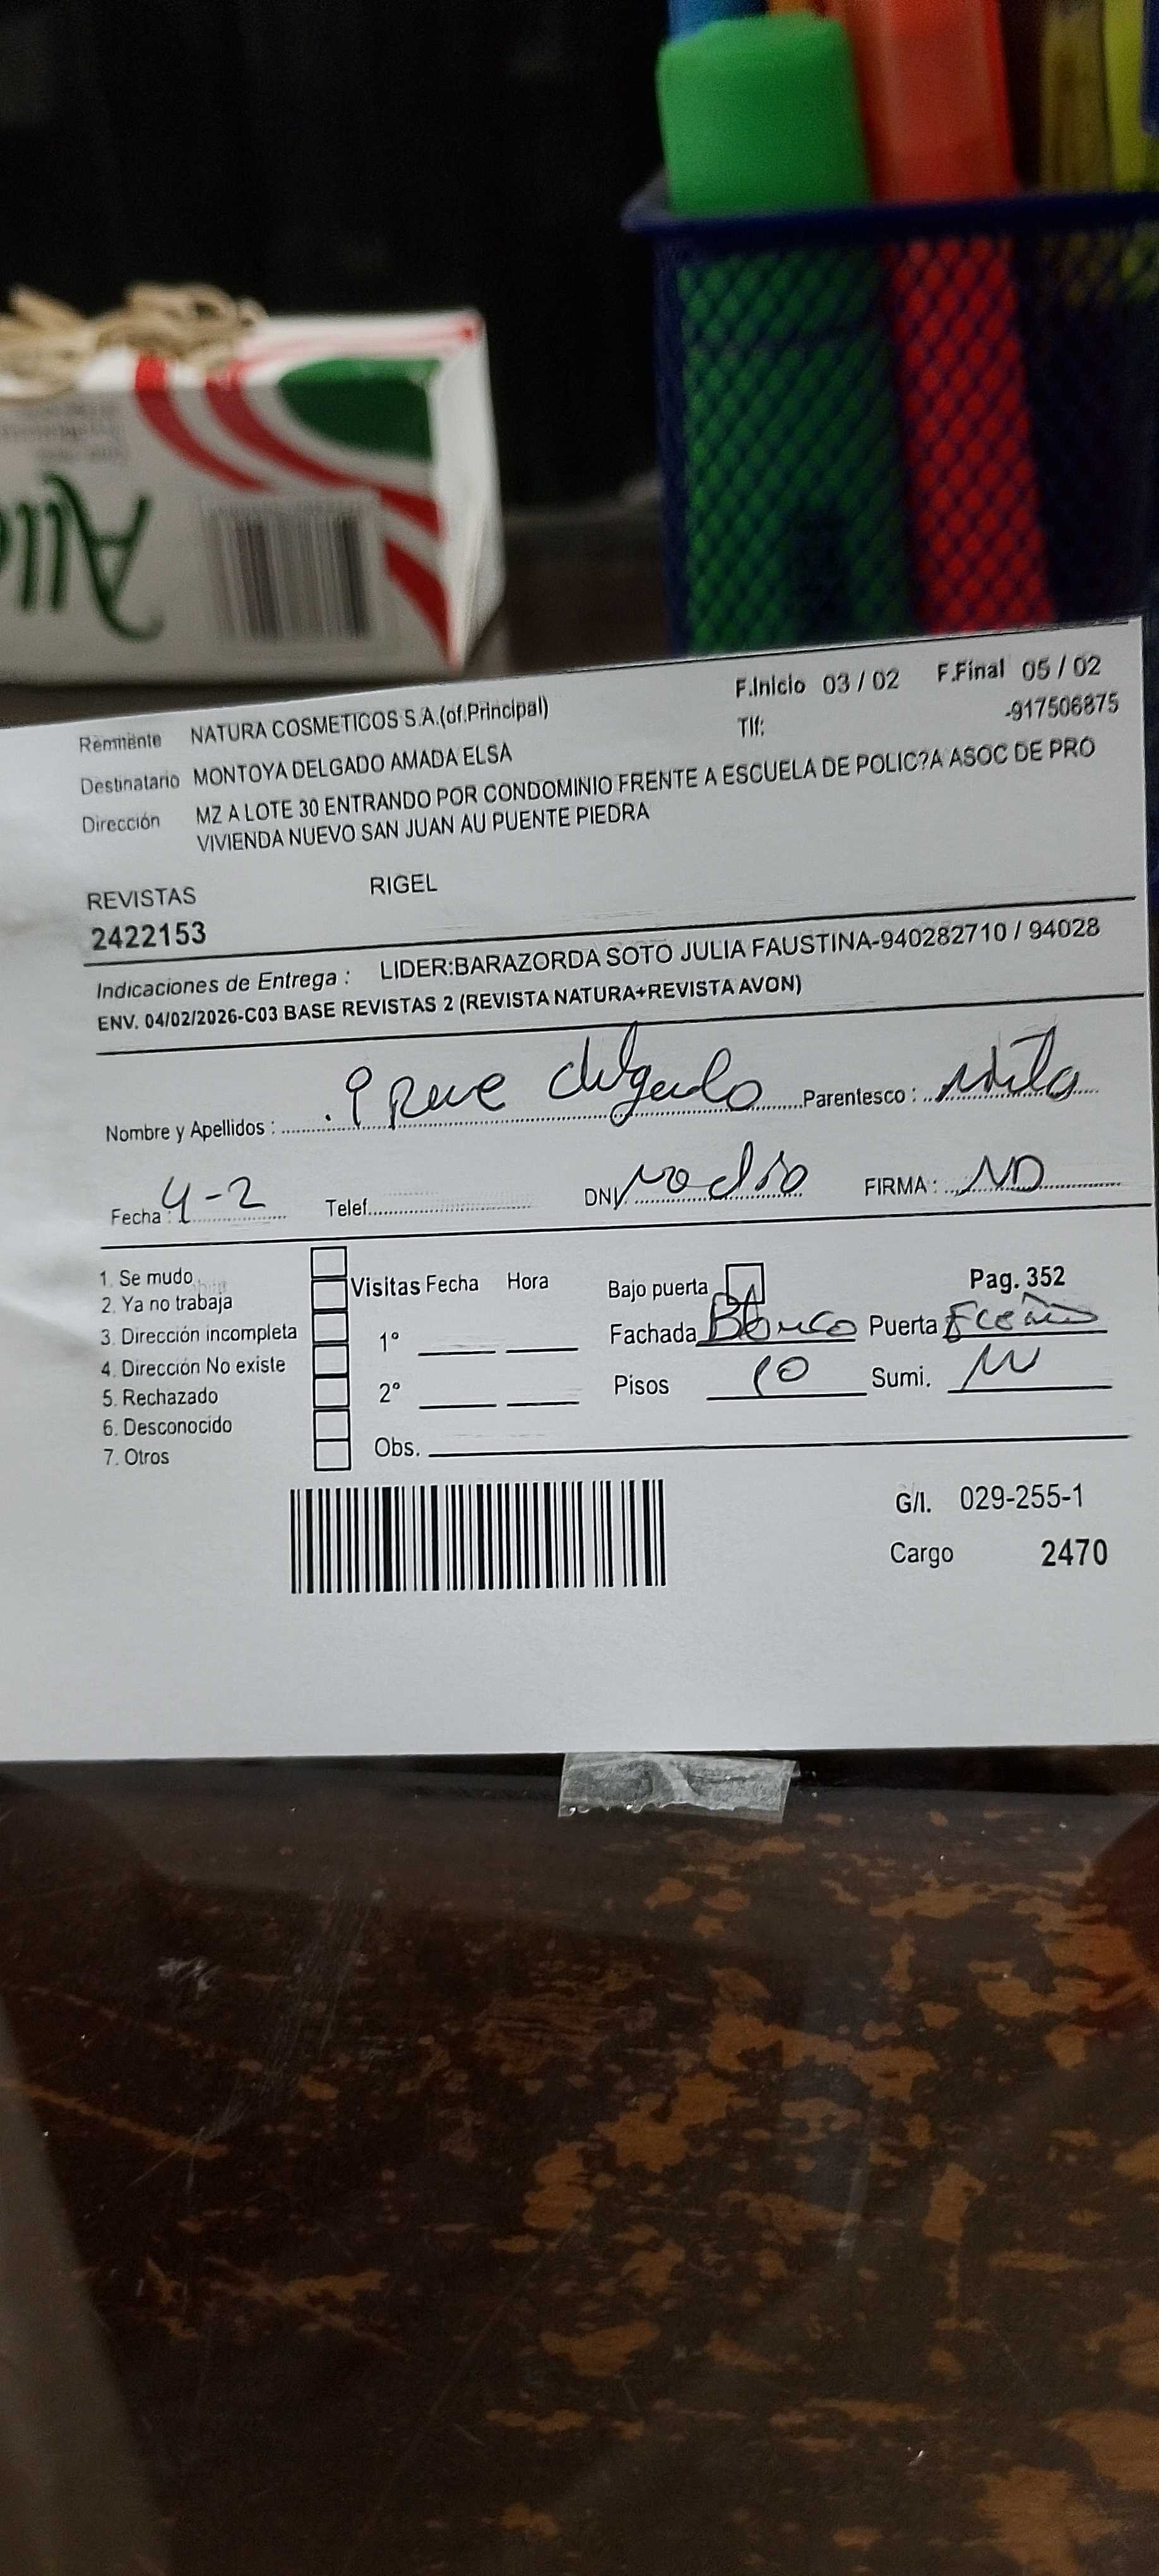 Remitente NATURA COSMETICOS S.A.(of.Principal) F.Inicio 03 / 02 F.Final 05 / 02
Tlf: -917506875
Destinatario MONTOYA DELGADO AMADA ELSA
Dirección MZ A LOTE 30 ENTRANDO POR CONDOMINIO FRENTE A ESCUELA DE POLIC?A ASOC DE PRO
VIVIENDA NUEVO SAN JUAN AU PUENTE PIEDRA
REVISTAS RIGEL
2422153
Indicaciones de Entrega : LIDER:BARAZORDA SOTO JULIA FAUSTINA-940282710 / 94028
ENV. 04/02/2026-C03 BASE REVISTAS 2 (REVISTA NATURA+REVISTA AVON)
Nombre y Apellidos : delgado Parentesco :
Fecha : 4-2 Telef. DNI FIRMA :
1. Se mudo
2. Ya no trabaja
3. Dirección incompleta
4. Dirección No existe
5. Rechazado
6. Desconocido
7. Otros
Visitas Fecha Hora
1º
2º
Obs.
Bajo puerta Pag. 352
Fachada Puerta
Pisos Sumi.
G/I. 029-255-1
Cargo 2470